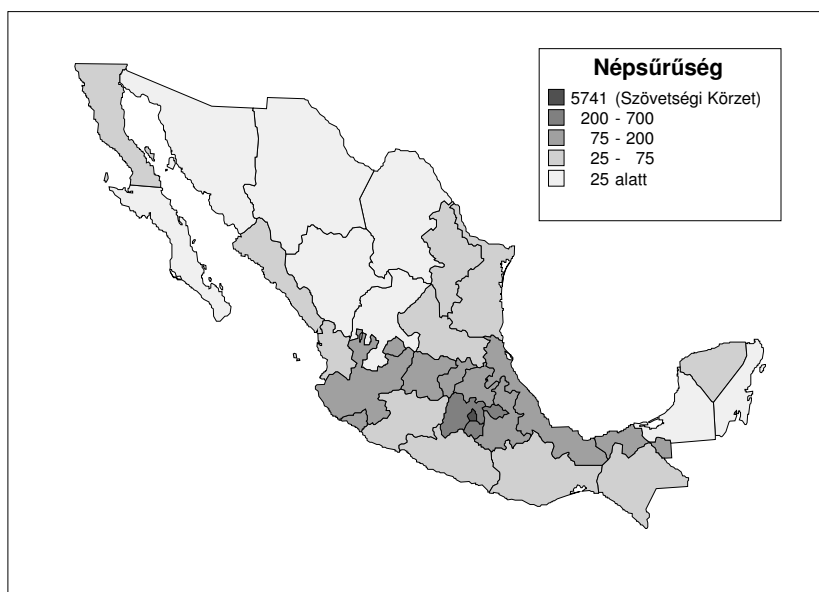 Népsűrűség
5741 (Szövetségi Körzet)
200 - 700
75 - 200
25 - 75
25 alatt